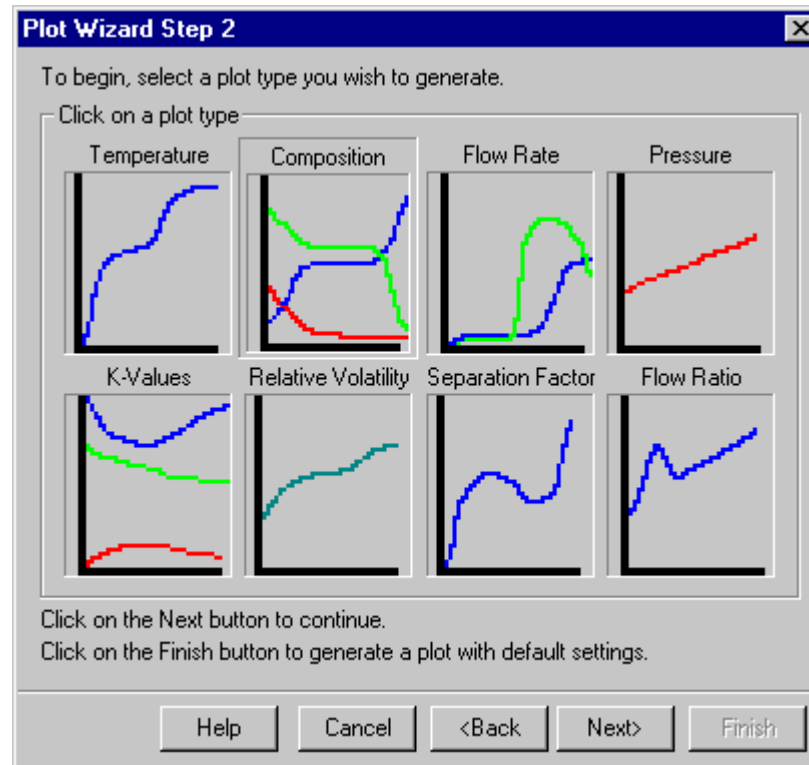 Plot Wizard Step 2
To begin, select a plot type you wish to generate.
Click on a plot type
Temperature
Composition
Flow Rate
Pressure
K-Values
Relative Volatility
Separation Factor
Flow Ratio
Click on the Next button to continue.
Click on the Finish button to generate a plot with default settings.
Help
Cancel
<Back
Next>
Finish